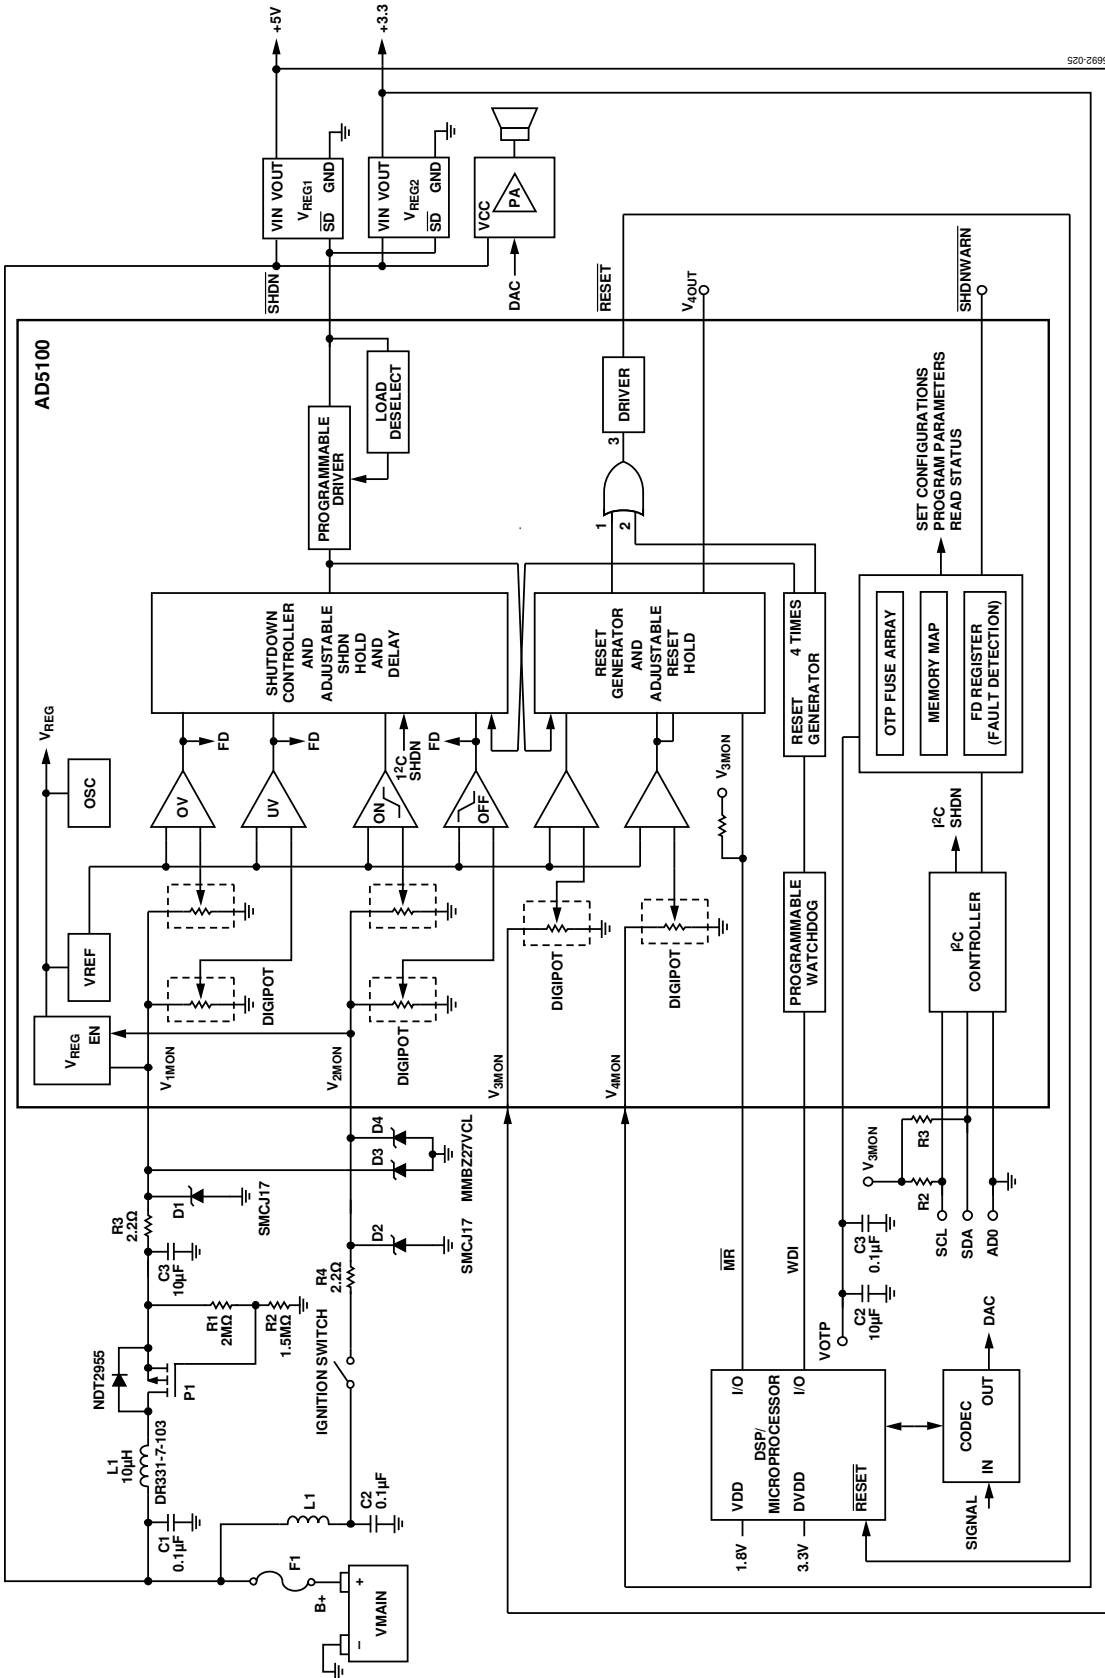 +5V
+3.3
06692-025
VIN VOUT
VREG1
SD GND
VIN VOUT
VREG2
SD GND
VCC
PA
DAC
SHDN
RESET
V4OUT
SHDNWARN
AD5100
LOAD
DESELECT
PROGRAMMABLE
DRIVER
DRIVER
3
1
2
SET CONFIGURATIONS
PROGRAM PARAMETERS
READ STATUS
SHUTDOWN
CONTROLLER
AND
ADJUSTABLE
SHDN
HOLD
AND
DELAY
RESET
GENERATOR
AND
ADJUSTABLE
RESET
HOLD
RESET 4 TIMES
GENERATOR
OTP FUSE ARRAY
MEMORY MAP
FD REGISTER
(FAULT DETECTION)
VREG
OSC
FD
FD
I2C
SHDN
FD
OV
UV
ON
OFF
V3MON
I2C
SHDN
VREF
DIGIPOT
DIGIPOT
DIGIPOT
DIGIPOT
PROGRAMMABLE
WATCHDOG
I2C
CONTROLLER
VREG
EN
V1MON
V2MON
V3MON
V4MON
R3
2.2Ω
D1
SMCJ17
D3
D4
MMBZ27VCL
D2
SMCJ17
C3
10µF
R4
2.2Ω
R1
2MΩ
R2
1.5MΩ
IGNITION SWITCH
NDT2955
P1
L1
10µH
DR331-7-103
C1
0.1µF
L1
C2
0.1µF
F1
B+
VMAIN
+
–
MR
WDI
VOTP
C2
10µF
C3
0.1µF
V3MON
R2
R3
SCL
SDA
AD0
DSP/
MICROPROCESSOR
VDD
I/O
DVDD
I/O
RESET
1.8V
3.3V
CODEC
IN
OUT
SIGNAL
DAC